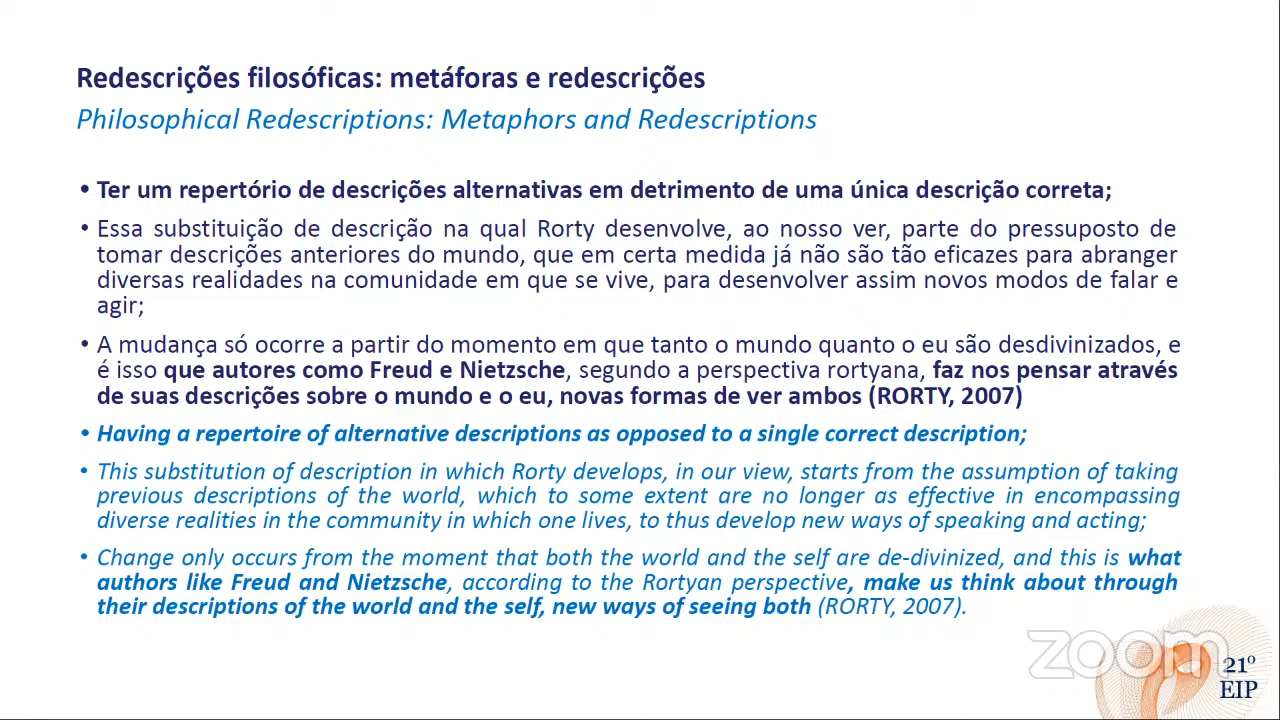 Redescrições filosóficas: metáforas e redescrições
Philosophical Redescriptions: Metaphors and Redescriptions
• Ter um repertório de descrições alternativas em detrimento de uma única descrição correta;
• Essa substituição de descrição na qual Rorty desenvolve, ao nosso ver, parte do pressuposto de
tomar descrições anteriores do mundo, que em certa medida já não são tão eficazes para abranger
diversas realidades na comunidade em que se vive, para desenvolver assim novos modos de falar e
agir;
• A mudança só ocorre a partir do momento em que tanto o mundo quanto o eu são desdivinizados, e
é isso que autores como Freud e Nietzsche, segundo a perspectiva rortyana, faz nos pensar através
de suas descrições sobre o mundo e o eu, novas formas de ver ambos (RORTY, 2007)
• Having a repertoire of alternative descriptions as opposed to a single correct description;
• This substitution of description in which Rorty develops, in our view, starts from the assumption of taking
previous descriptions of the world, which to some extent are no longer as effective in encompassing
diverse realities in the community in which one lives, to thus develop new ways of speaking and acting;
• Change only occurs from the moment that both the world and the self are de-divinized, and this is what
authors like Freud and Nietzsche, according to the Rortyan perspective, make us think about through
their descriptions of the world and the self, new ways of seeing both (RORTY, 2007).
zoom
21º
EIP